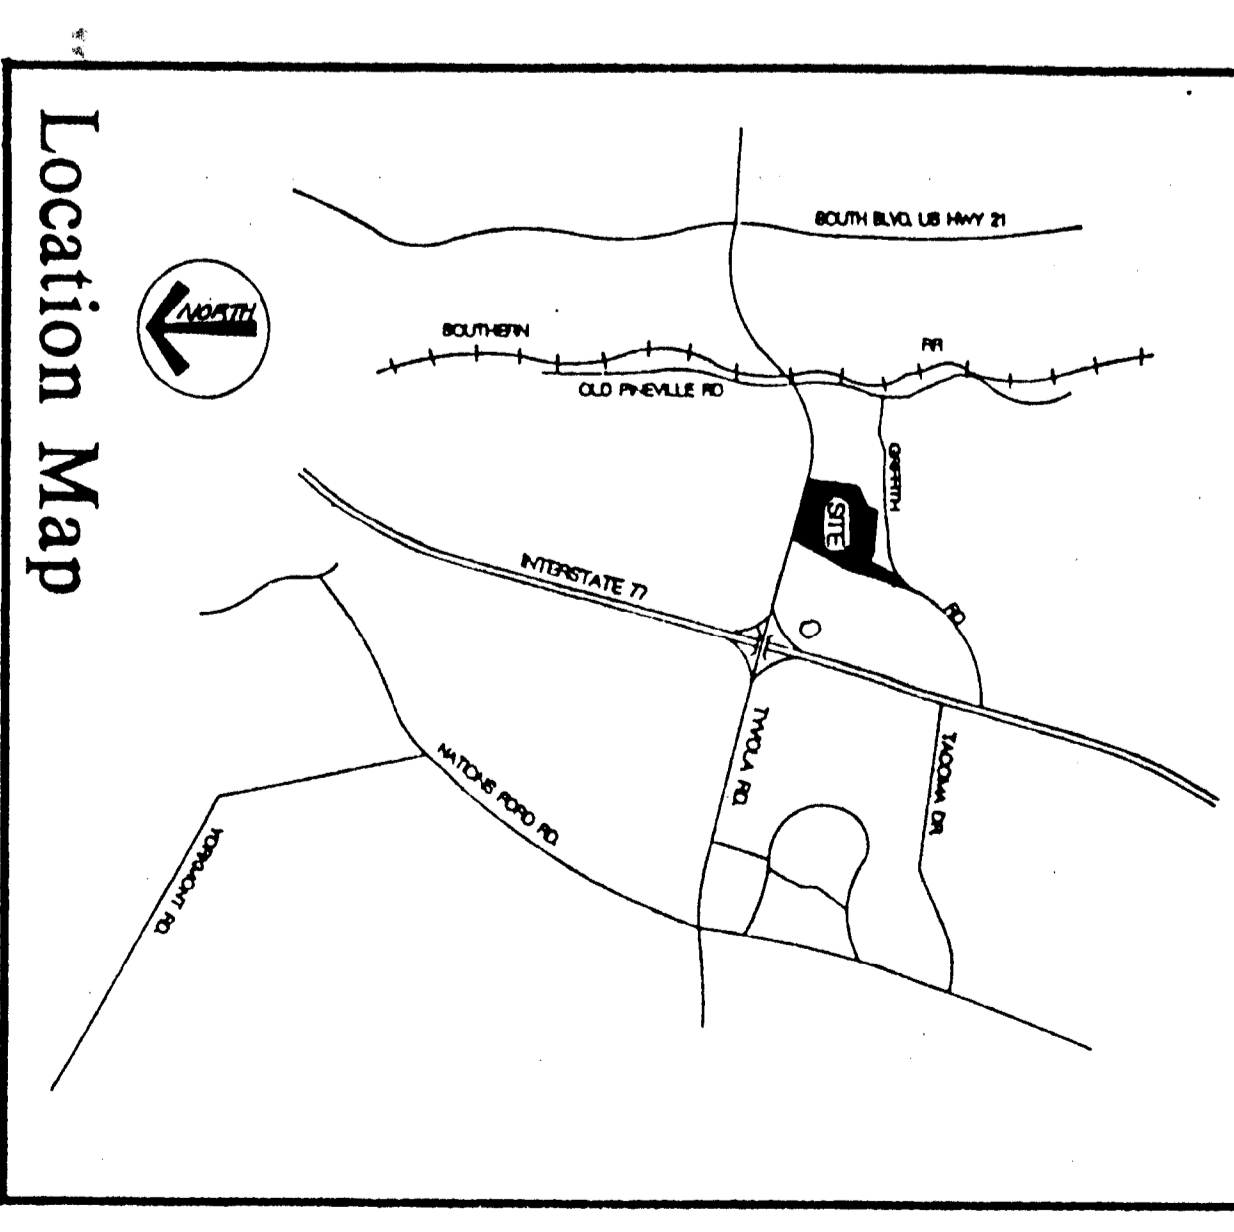 Location Map
NORTH
SOUTH BLVD. US HWY 21
SOUTHERN
RR
OLD PINEVILLE RD
GRIFFITH
RD.
SITE
INTERSTATE 77
TYVOLA RD.
TACOMA DR.
NATIONS FORD RD.
YORKMONT RD.